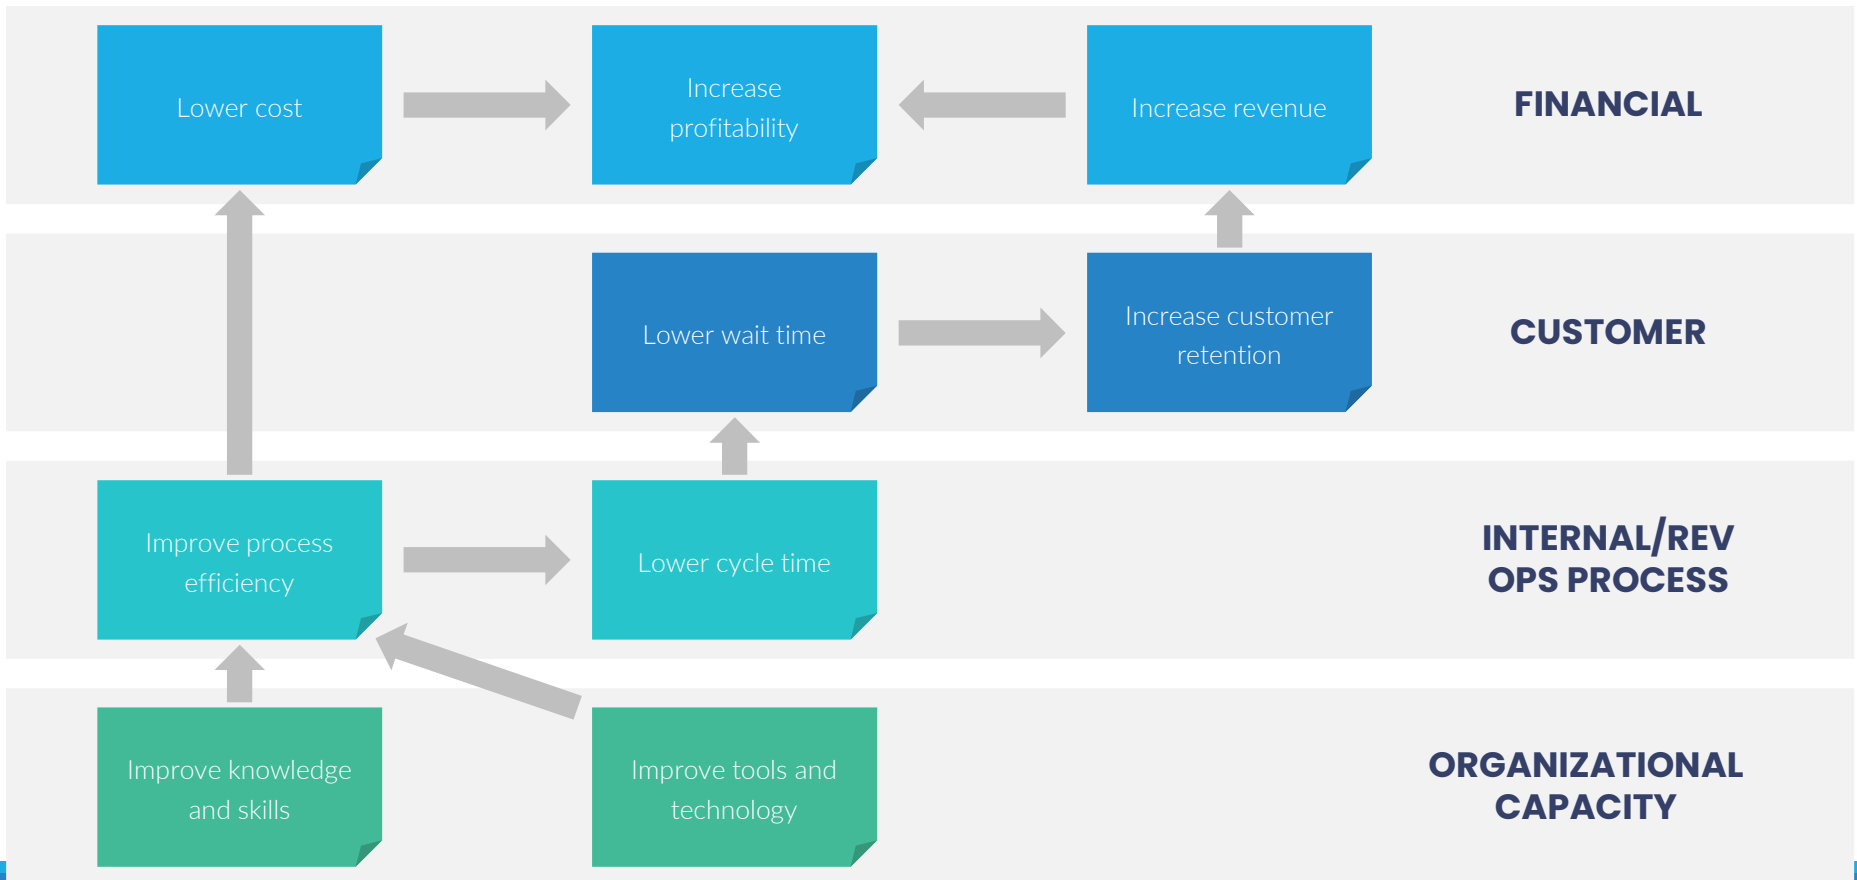 Lower cost
Increase
profitability
Increase revenue
FINANCIAL
Lower wait time
Increase customer
retention
CUSTOMER
Improve process
efficiency
Lower cycle time
INTERNAL/REV
OPS PROCESS
Improve knowledge
and skills
Improve tools and
technology
ORGANIZATIONAL
CAPACITY